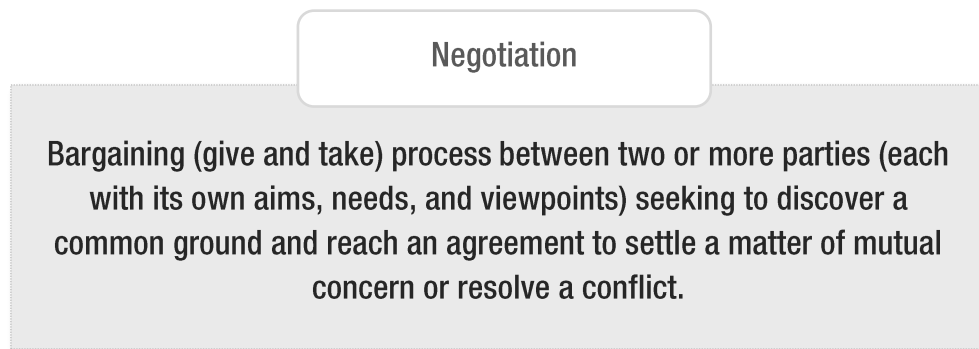 Negotiation
Bargaining (give and take) process between two or more parties (each
with its own aims, needs, and viewpoints) seeking to discover a
common ground and reach an agreement to settle a matter of mutual
concern or resolve a conflict.